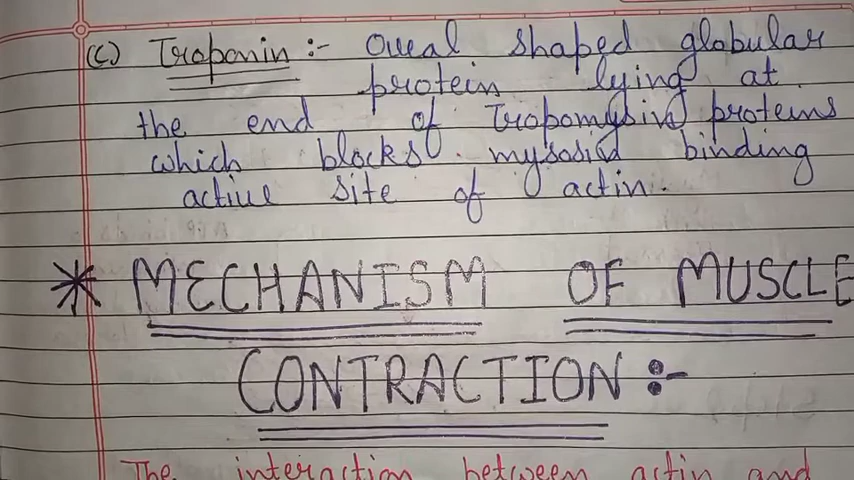 (c) Troponin :- Oveal shaped globular
protein lying at
the end of Tropomysin proteins
which blocks mysosin binding
active site of actin.
* MECHANISM OF MUSCLE
CONTRACTION :-
The interaction between actin and